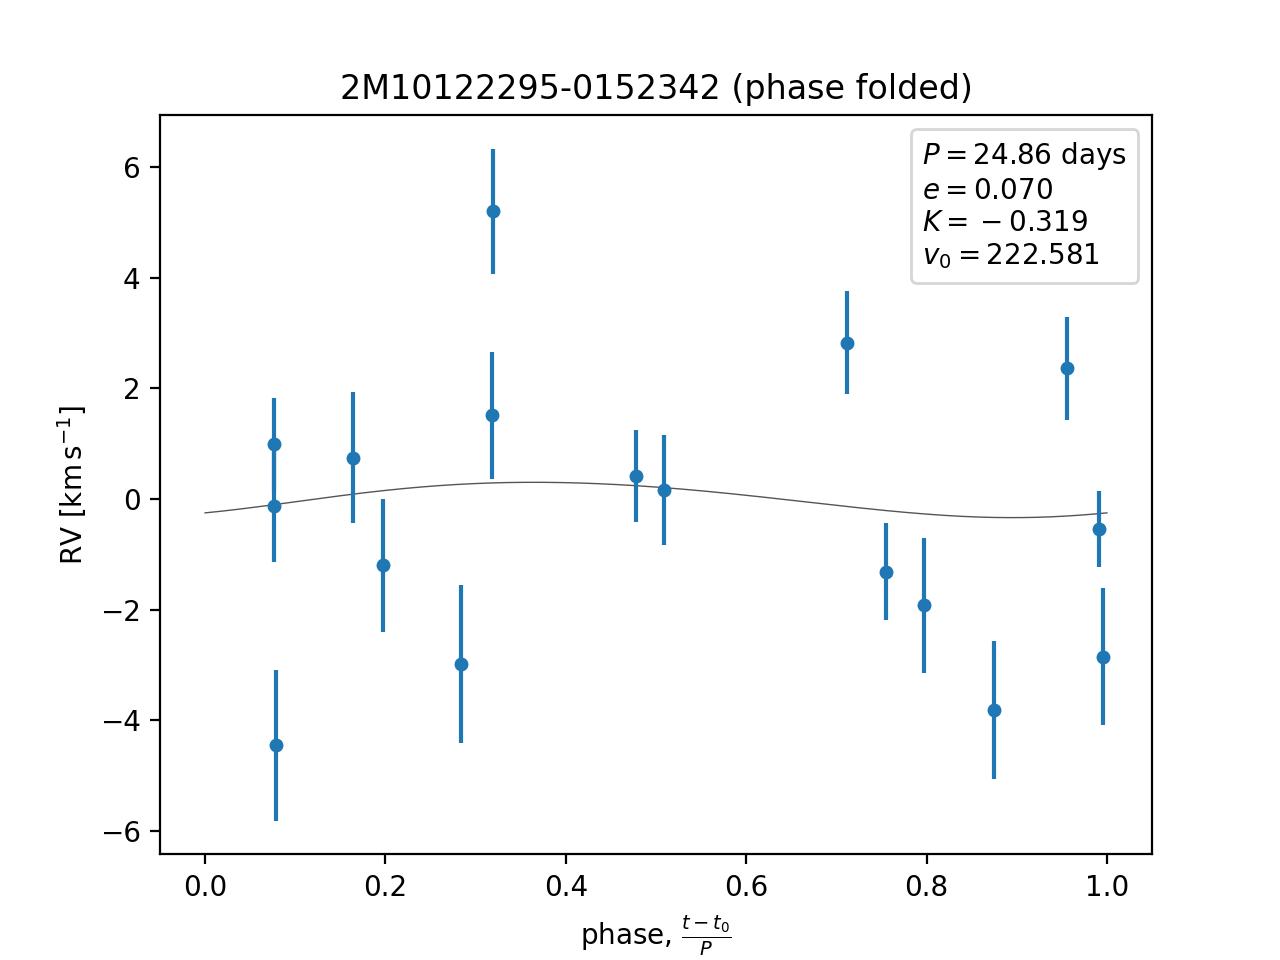 2M10122295-0152342 (phase folded)
P = 24.86 days
e = 0.070
K = −0.319
v₀ = 222.581
6
4
2
0
−2
−4
−6
RV [km s⁻¹]
0.0 0.2 0.4 0.6 0.8 1.0
phase, (t − t₀)/P